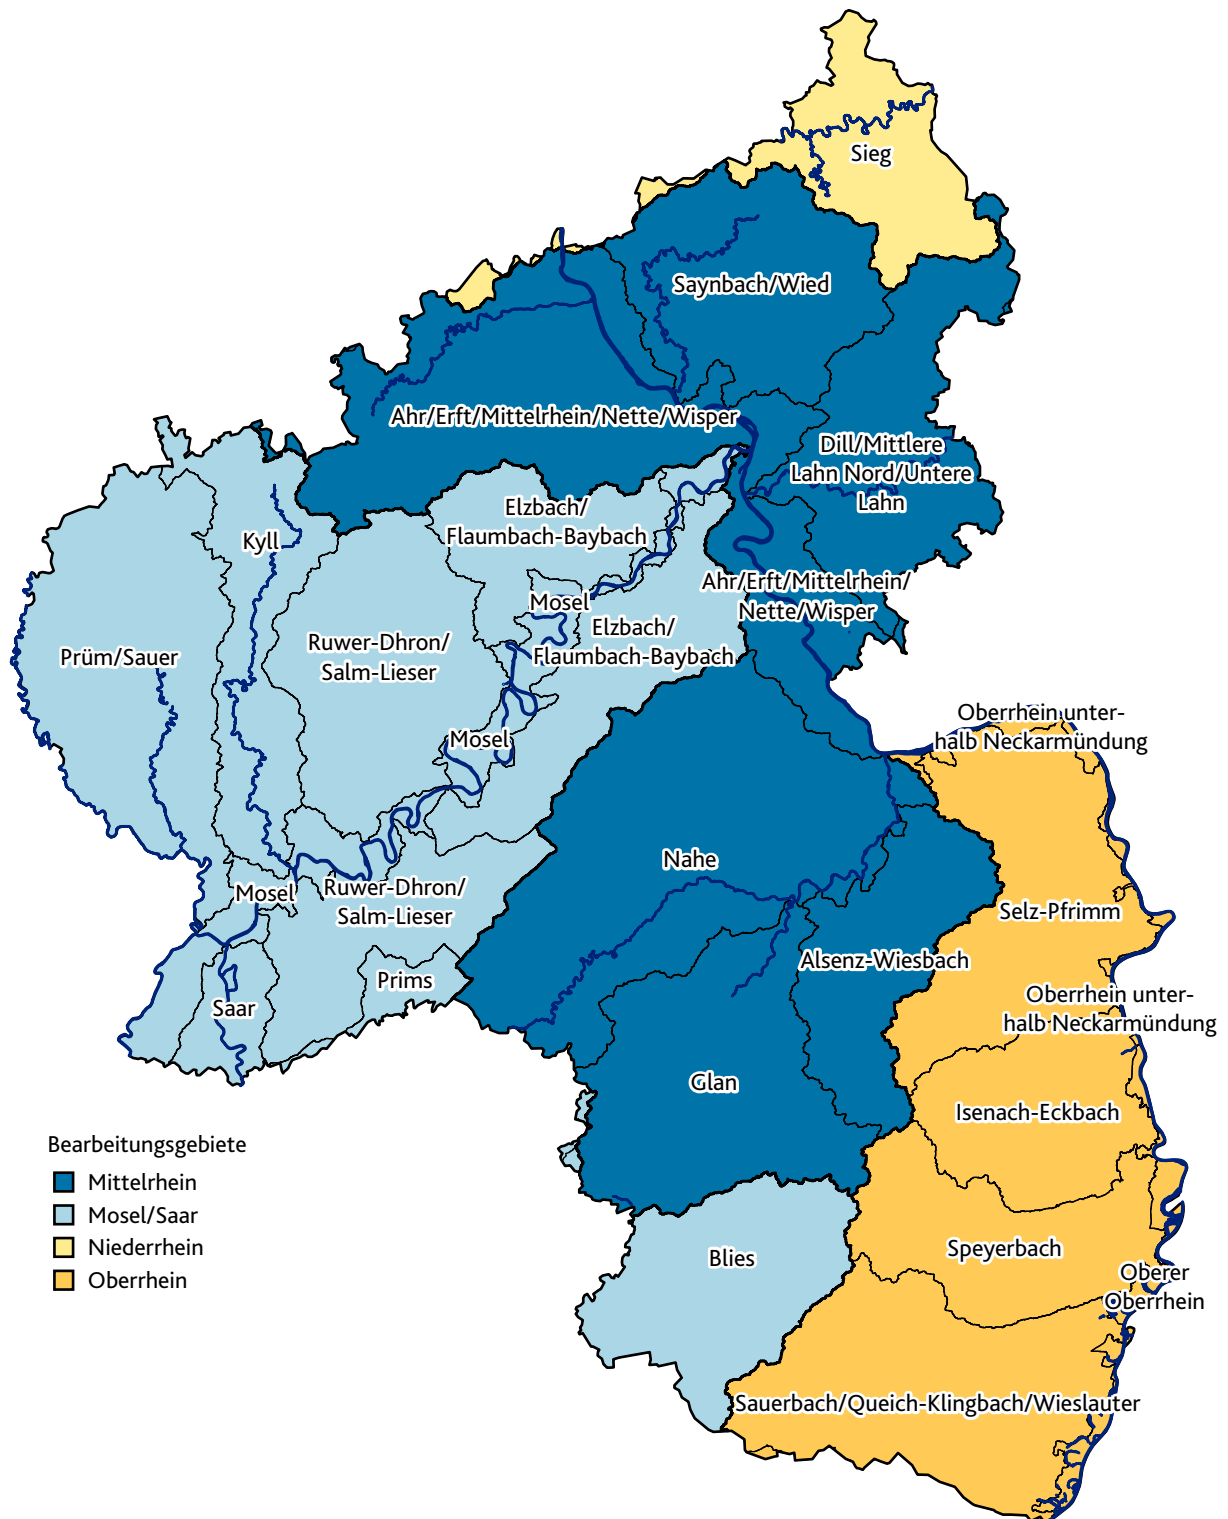 Sieg
Saynbach/Wied
Ahr/Erft/Mittelrhein/Nette/Wisper
Dill/Mittlere
Lahn Nord/Untere
Lahn
Elzbach/
Flaumbach-Baybach
Kyll
Ahr/Erft/Mittelrhein/
Nette/Wisper
Mosel
Elzbach/
Flaumbach-Baybach
Ruwer-Dhron/
Salm-Lieser
Prüm/Sauer
Oberrhein unter-
halb Neckarmündung
Mosel
Nahe
Mosel
Ruwer-Dhron/
Salm-Lieser
Selz-Pfrimm
Alsenz-Wiesbach
Prims
Saar
Oberrhein unter-
halb Neckarmündung
Glan
Isenach-Eckbach
Bearbeitungsgebiete
Mittelrhein
Mosel/Saar
Niederrhein
Oberrhein
Blies
Speyerbach
Oberer
Oberrhein
Sauerbach/Queich-Klingbach/Wieslauter